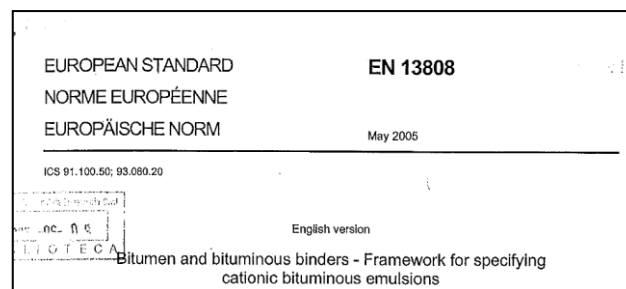 EUROPEAN STANDARD
EN 13808
NORME EUROPÉENNE
EUROPÄISCHE NORM
May 2005
ICS 91.100.50; 93.080.20
English version
Bitumen and bituminous binders - Framework for specifying
cationic bituminous emulsions